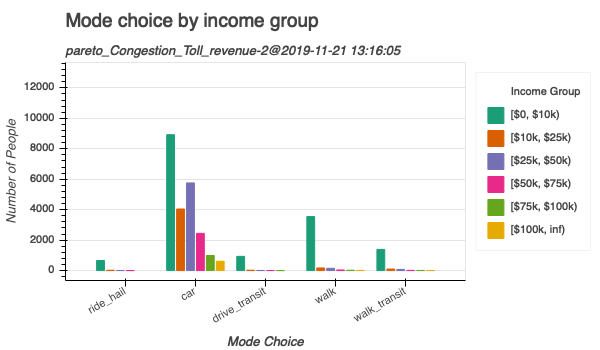 Mode choice by income group
pareto_Congestion_Toll_revenue-2@2019-11-21 13:16:05
Number of People
12000
10000
8000
6000
4000
2000
0
ride_hail
car
drive_transit
walk
walk_transit
Mode Choice
Income Group
[$0, $10k)
[$10k, $25k)
[$25k, $50k)
[$50k, $75k)
[$75k, $100k)
[$100k, inf)